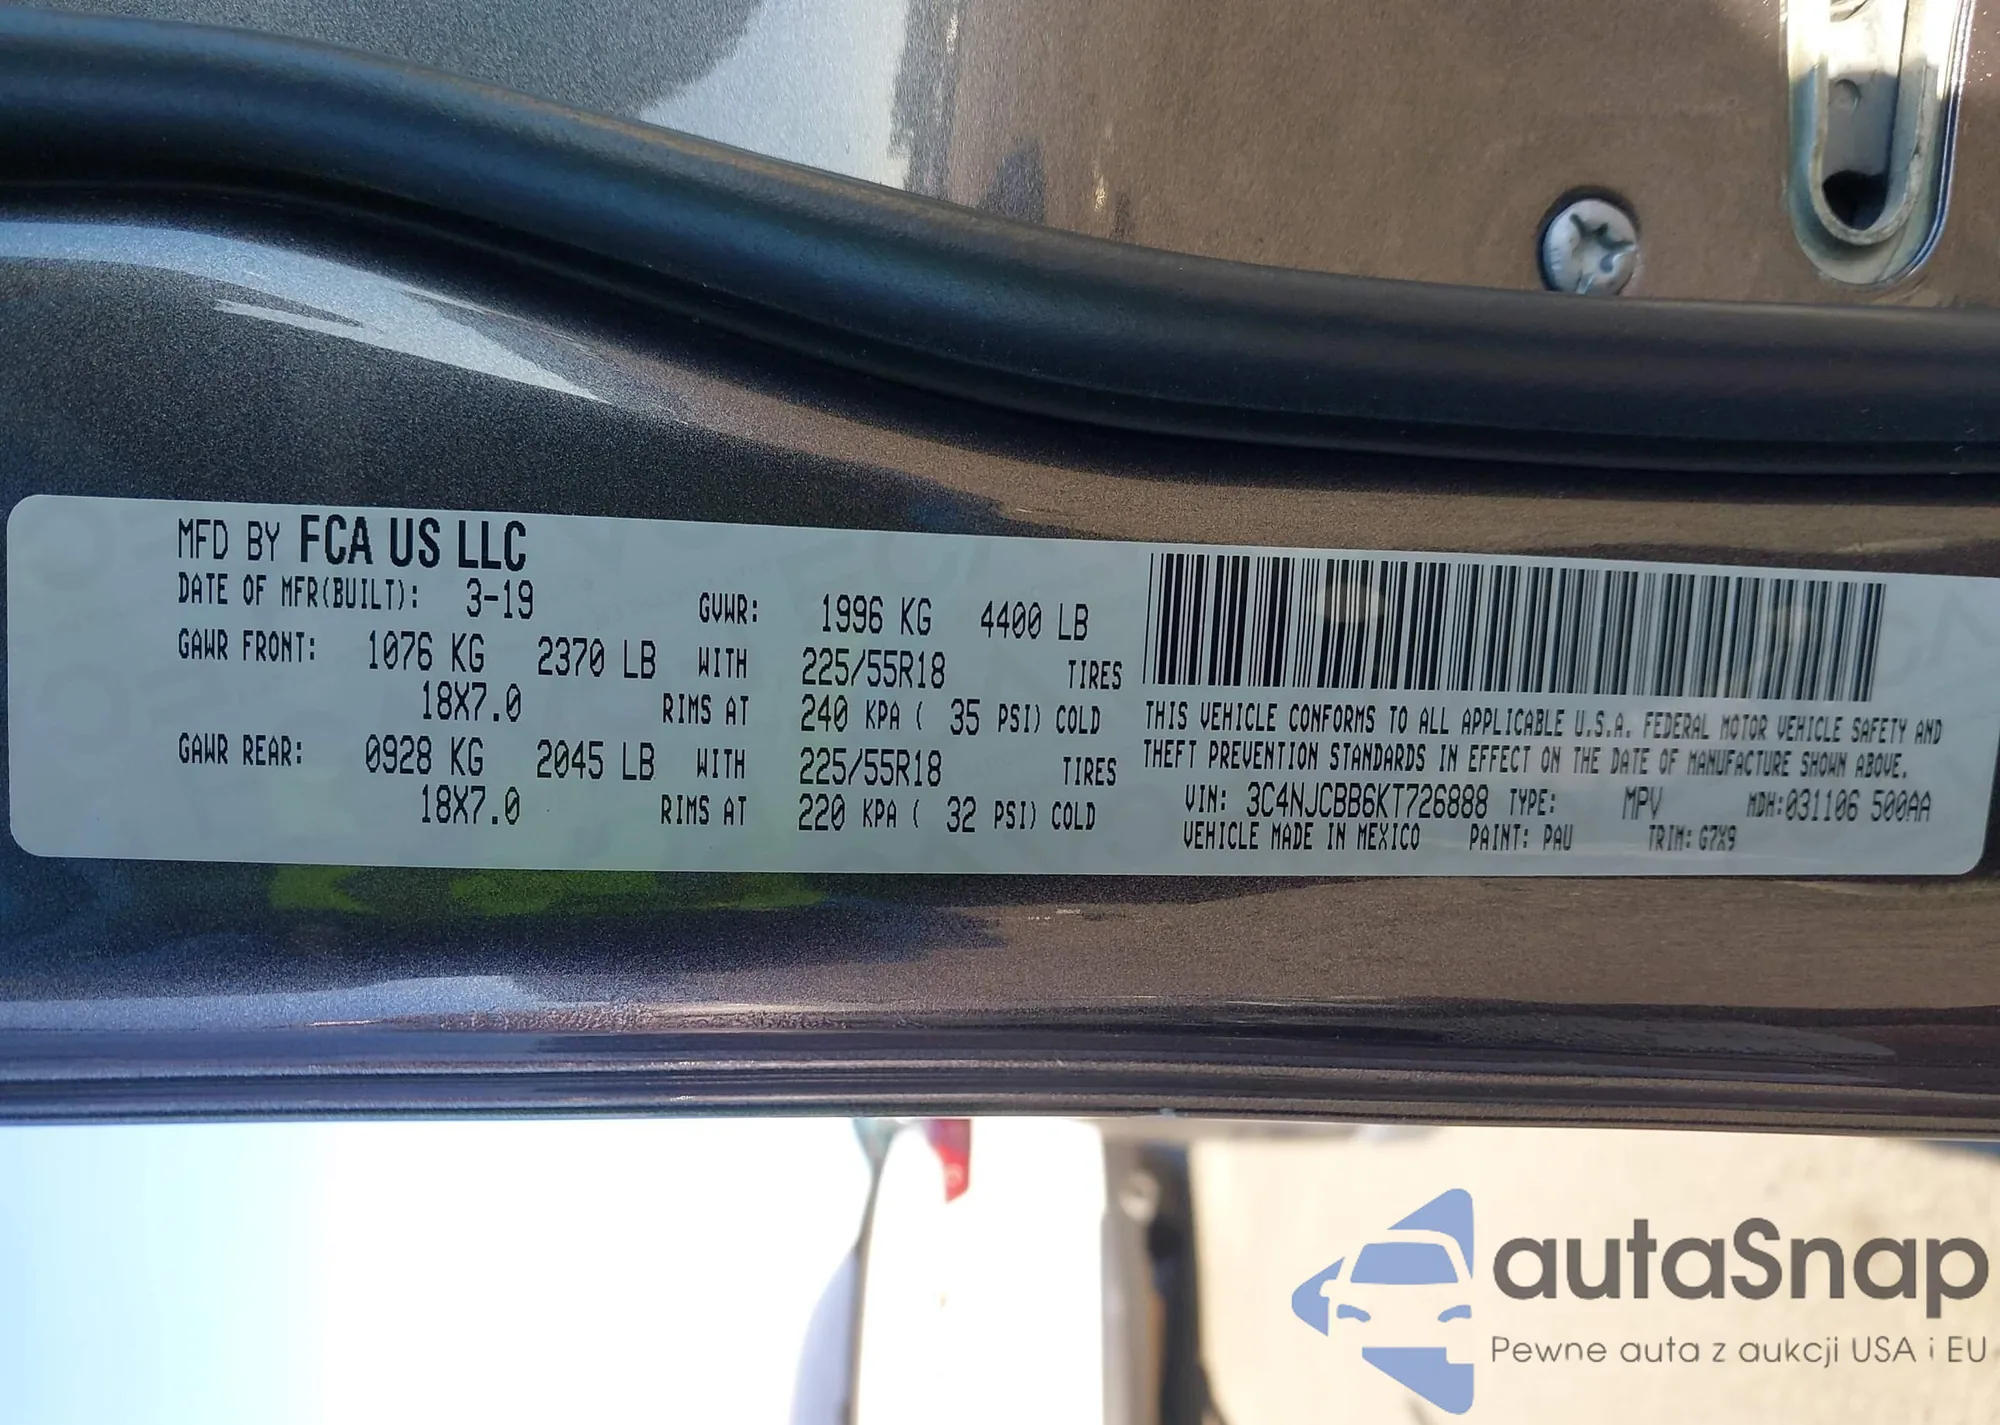 MFD BY FCA US LLC
DATE OF MFR(BUILT): 3-19
GVWR: 1996 KG 4400 LB
GAWR FRONT: 1076 KG 2370 LB WITH 225/55R18 TIRES
18X7.0 RIMS AT 240 KPA ( 35 PSI) COLD
GAWR REAR: 0928 KG 2045 LB WITH 225/55R18 TIRES
18X7.0 RIMS AT 220 KPA ( 32 PSI) COLD
THIS VEHICLE CONFORMS TO ALL APPLICABLE U.S.A. FEDERAL MOTOR VEHICLE SAFETY AND
THEFT PREVENTION STANDARDS IN EFFECT ON THE DATE OF MANUFACTURE SHOWN ABOVE.
VIN: 3C4NJCBB6KT726888 TYPE: MPV MDH:031106 500AA
VEHICLE MADE IN MEXICO PAINT: PAU TRIM: G7X9
autaSnap
Pewne auta z aukcji USA i EU